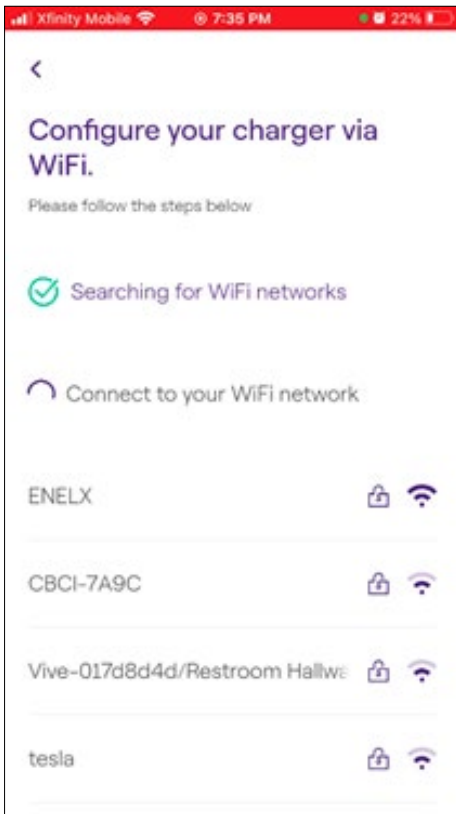 Xfinity Mobile 7:35 PM 22%
Configure your charger via
WiFi.
Please follow the steps below
Searching for WiFi networks
Connect to your WiFi network
ENELX
CBCI-7A9C
Vive-017d8d4d/Restroom Hallwa
tesla